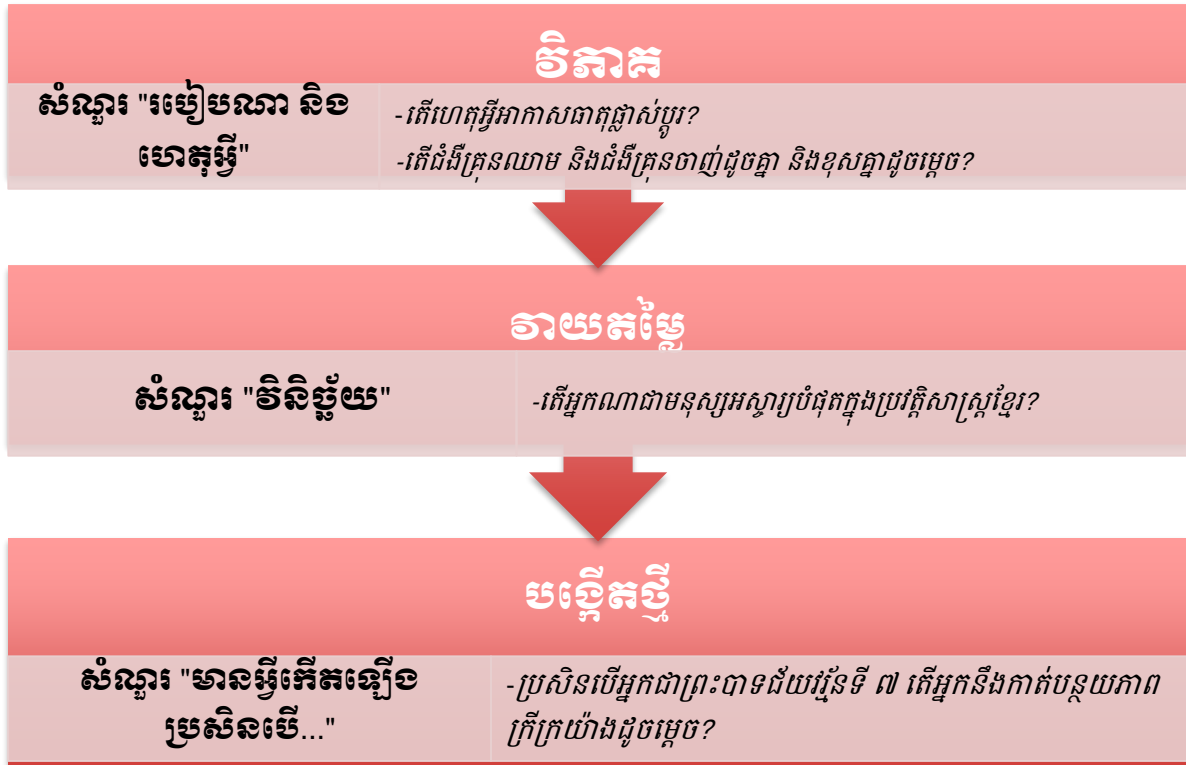 វិភាគ
សំណួរ "របៀបណា និង
ហេតុអ្វី"
-តើហេតុអ្វីអាកាសធាតុផ្លាស់ប្ដូរ?
-តើជំងឺគ្រុនឈាម និងជំងឺគ្រុនចាញ់ដូចគ្នា និងខុសគ្នាដូចម្ដេច?
វាយតម្លៃ
សំណួរ "វិនិច្ឆ័យ"
-តើអ្នកណាជាមនុស្សអស្ចារ្យបំផុតក្នុងប្រវត្តិសាស្ត្រខ្មែរ?
បង្កើតថ្មី
សំណួរ "មានអ្វីកើតឡើង
ប្រសិនបើ..."
-ប្រសិនបើអ្នកជាព្រះបាទជ័យវរ្ម័នទី ៧ តើអ្នកនឹងកាត់បន្ថយភាព
ក្រីក្រយ៉ាងដូចម្ដេច?